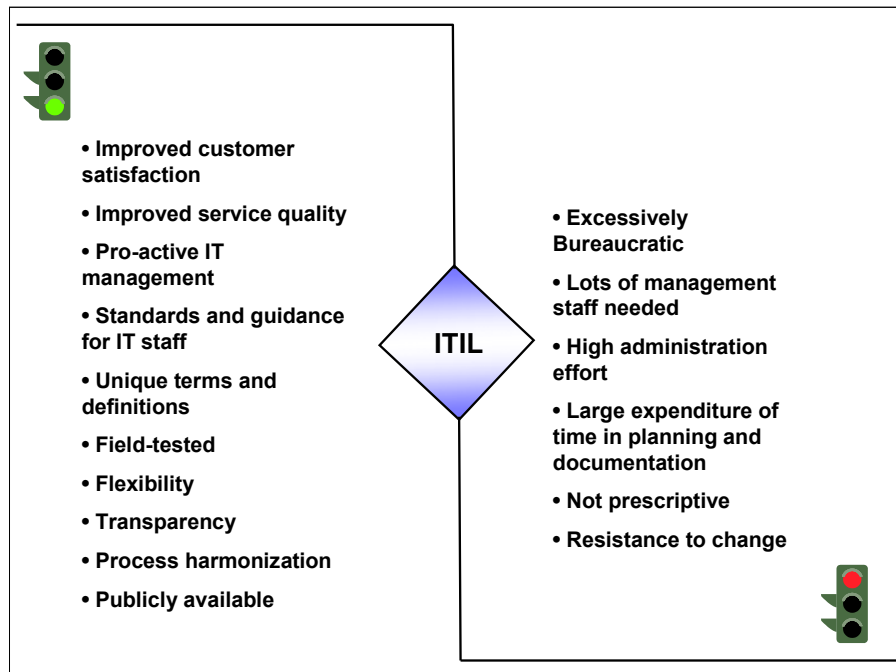 • Improved customer
satisfaction
• Improved service quality
• Pro-active IT
management
• Standards and guidance
for IT staff
• Unique terms and
definitions
• Field-tested
• Flexibility
• Transparency
• Process harmonization
• Publicly available
ITIL
• Excessively
Bureaucratic
• Lots of management
staff needed
• High administration
effort
• Large expenditure of
time in planning and
documentation
• Not prescriptive
• Resistance to change